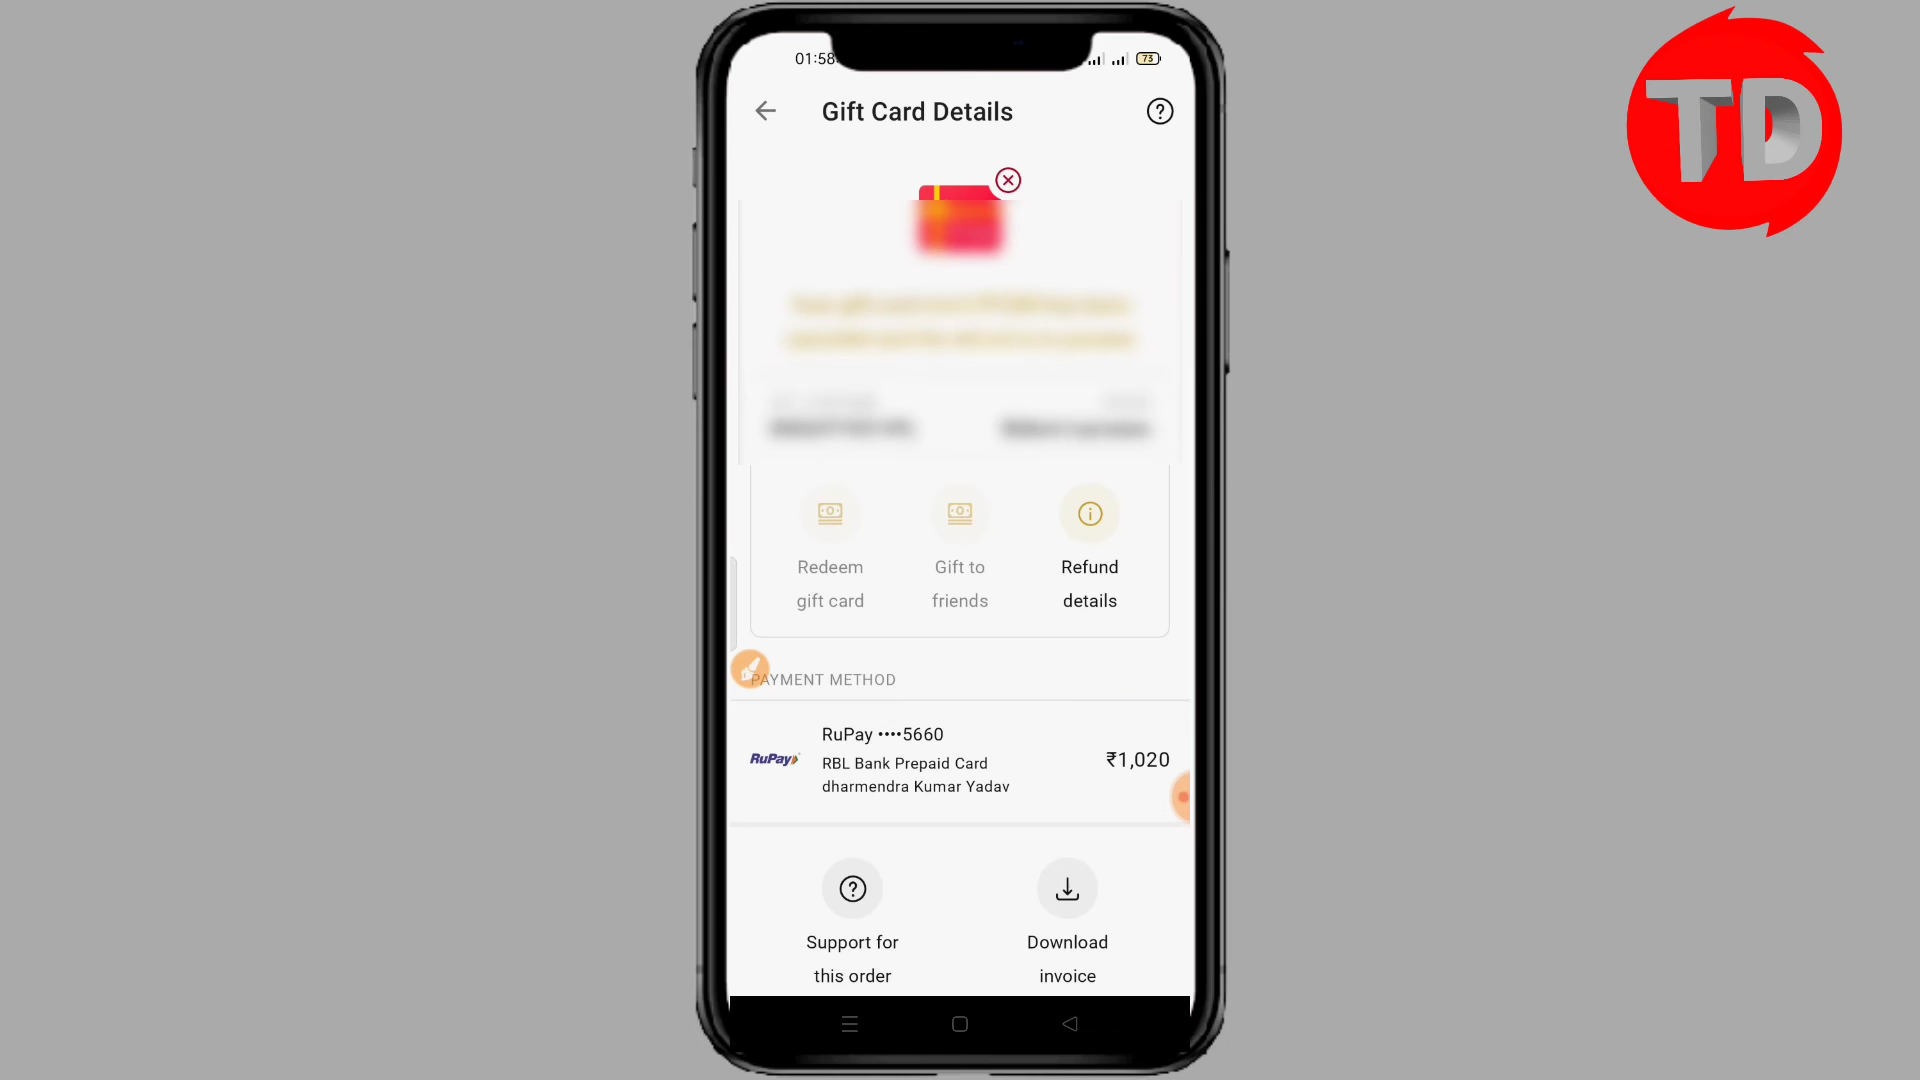 01:58
73
Gift Card Details
TD
Redeem
gift card
Gift to
friends
Refund
details
PAYMENT METHOD
RuPay ••••5660
RuPay
RBL Bank Prepaid Card
dharmendra Kumar Yadav
₹1,020
Support for
this order
Download
invoice